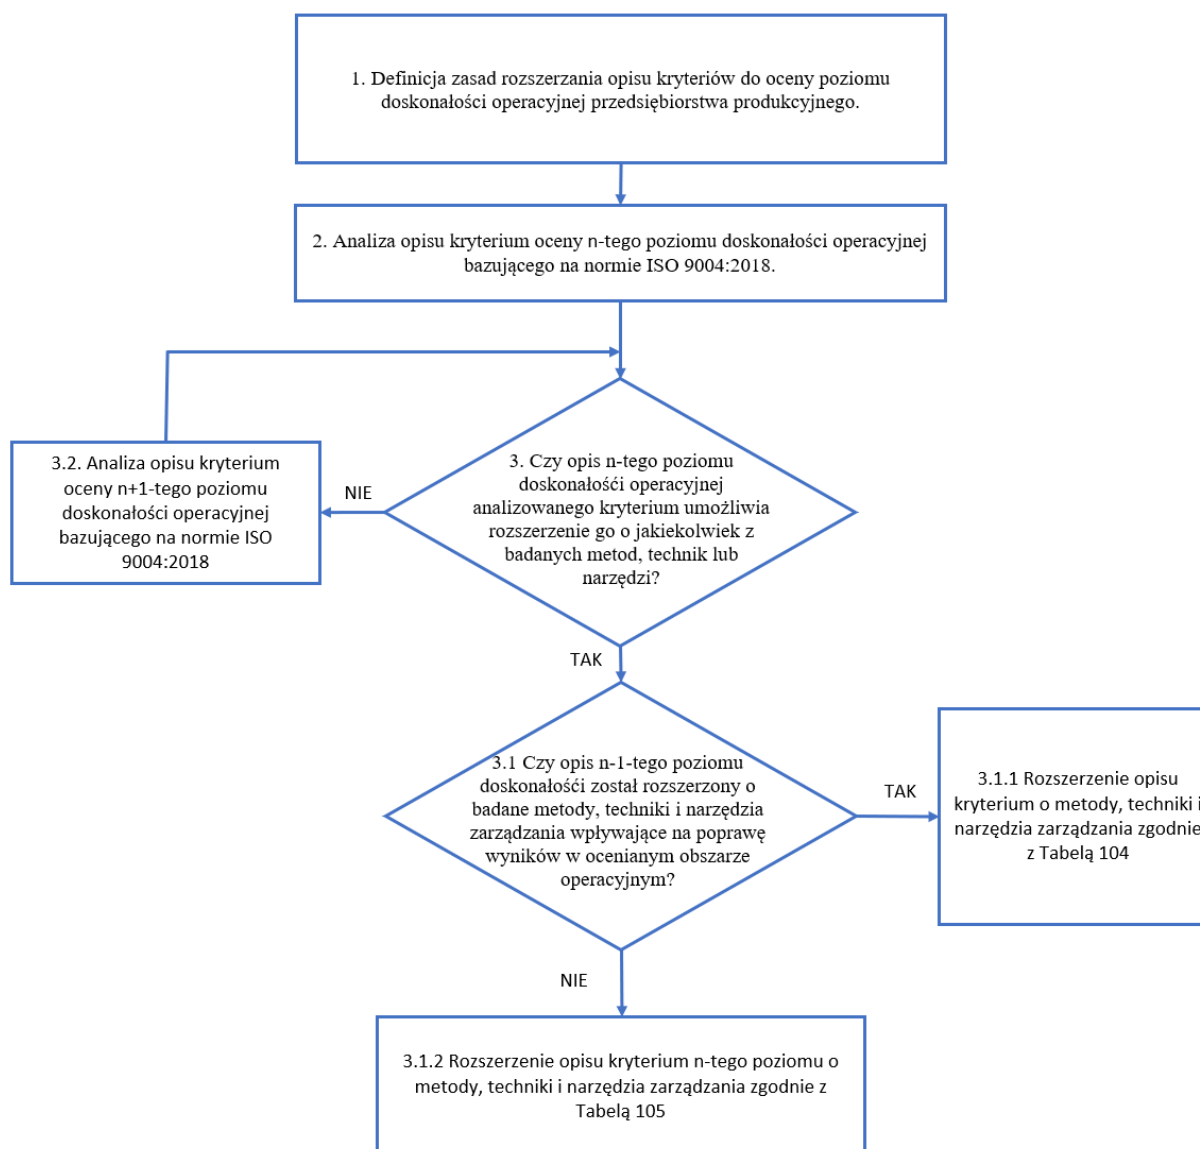 1. Definicja zasad rozszerzania opisu kryteriów do oceny poziomu
doskonałości operacyjnej przedsiębiorstwa produkcyjnego.
2. Analiza opisu kryterium oceny n-tego poziomu doskonałości operacyjnej
bazującego na normie ISO 9004:2018.
3.2. Analiza opisu kryterium
oceny n+1-tego poziomu
doskonałości operacyjnej
bazującego na normie ISO
9004:2018
NIE
3. Czy opis n-tego poziomu
doskonałośći operacyjnej
analizowanego kryterium umożliwia
rozszerzenie go o jakiekolwiek z
badanych metod, technik lub
narzędzi?
TAK
3.1 Czy opis n-1-tego poziomu
doskonałośći został rozszerzony o
badane metody, techniki i narzędzia
zarządzania wpływające na poprawę
wyników w ocenianym obszarze
operacyjnym?
TAK
3.1.1 Rozszerzenie opisu
kryterium o metody, techniki i
narzędzia zarządzania zgodnie
z Tabelą 104
NIE
3.1.2 Rozszerzenie opisu kryterium n-tego poziomu o
metody, techniki i narzędzia zarządzania zgodnie z
Tabelą 105